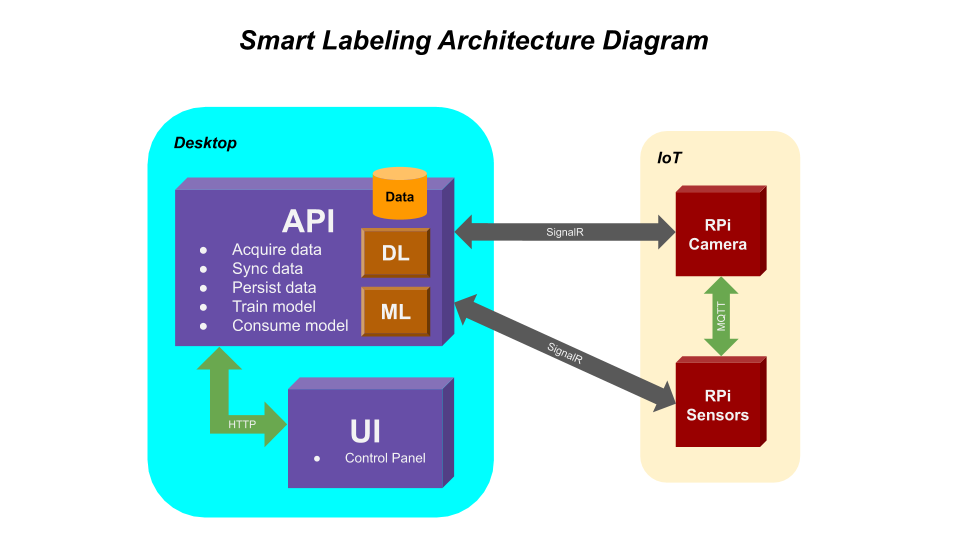 Smart Labeling Architecture Diagram
Desktop
Data
API
● Acquire data
● Sync data
● Persist data
● Train model
● Consume model
DL
ML
HTTP
UI
● Control Panel
SignalR
SignalR
IoT
RPi
Camera
MQTT
RPi
Sensors